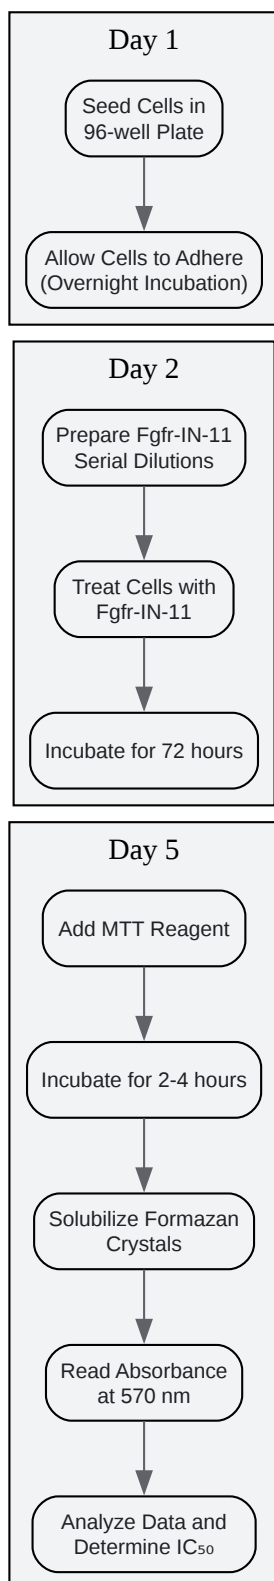 Day 1
Seed Cells in
96-well Plate
Allow Cells to Adhere
(Overnight Incubation)
Day 2
Prepare Fgfr-IN-11
Serial Dilutions
Treat Cells with
Fgfr-IN-11
Incubate for 72 hours
Day 5
Add MTT Reagent
Incubate for 2-4 hours
Solubilize Formazan
Crystals
Read Absorbance
at 570 nm
Analyze Data and
Determine IC₅₀